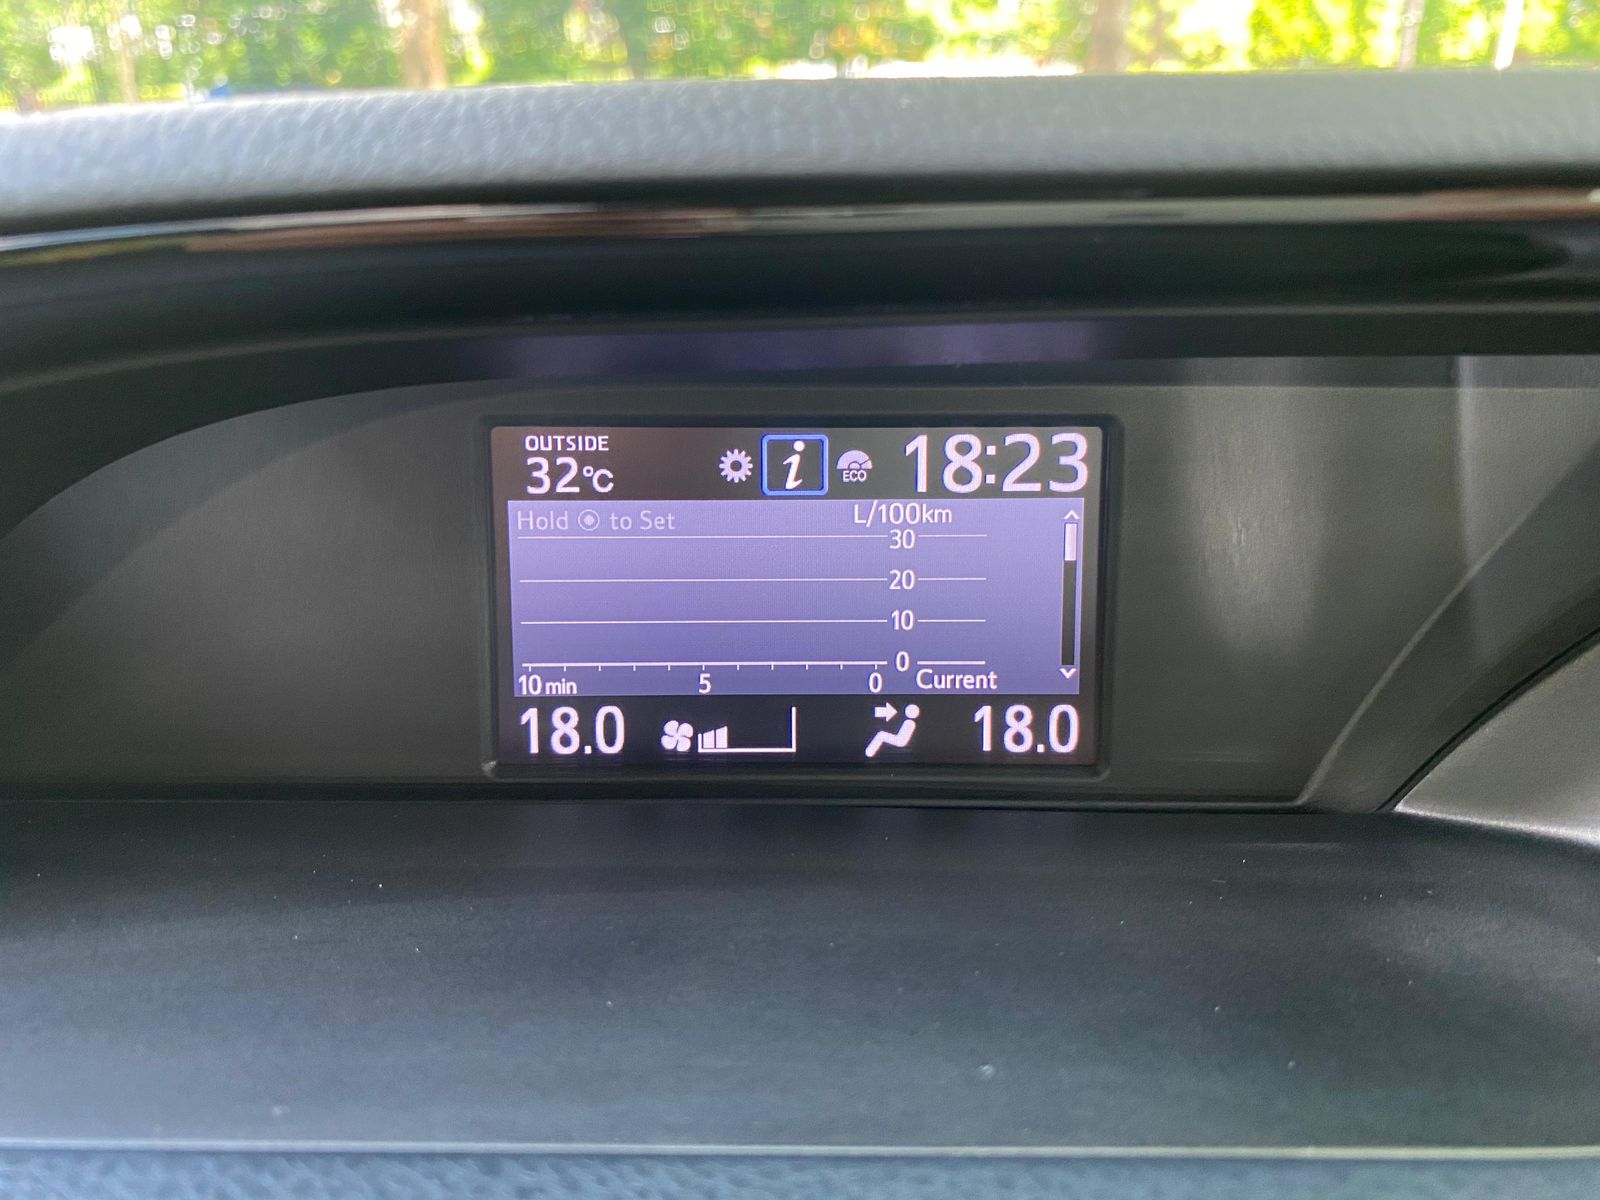 OUTSIDE
32°C
i
ECO
18:23
Hold to Set
L/100km
30
20
10
0
10 min 5 0 Current
18.0 18.0